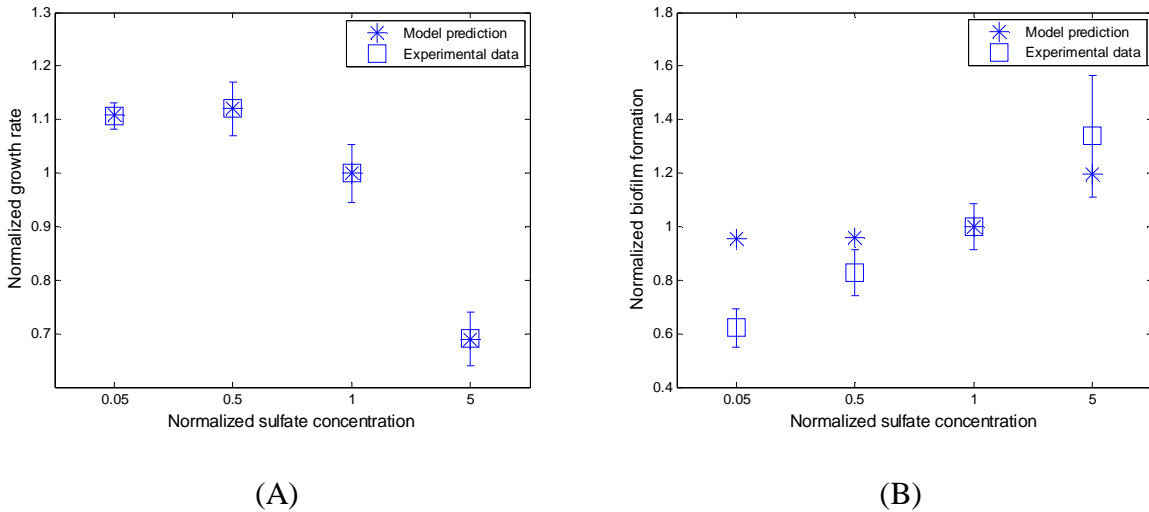 1.3
1.2
1.1
1
0.9
0.8
0.7
Normalized growth rate
Model prediction
Experimental data
0.05 0.5 1 5
Normalized sulfate concentration
(A)
1.8
1.6
1.4
1.2
1
0.8
0.6
0.4
Normalized biofilm formation
Model prediction
Experimental data
0.05 0.5 1 5
Normalized sulfate concentration
(B)